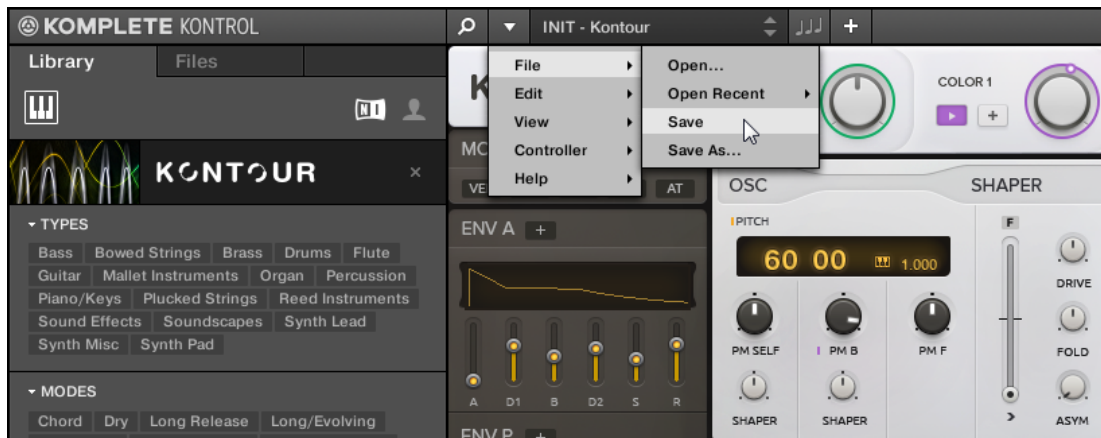 KOMPLETE KONTROL
INIT - Kontour
Library
Files
NI
KONTOUR
×
TYPES
Bass Bowed Strings Brass Drums Flute
Guitar Mallet Instruments Organ Percussion
Piano/Keys Plucked Strings Reed Instruments
Sound Effects Soundscapes Synth Lead
Synth Misc Synth Pad
MODES
Chord Dry Long Release Long/Evolving
File
Edit
View
Controller
Help
Open...
Open Recent
Save
Save As...
K
MO
VE
AT
COLOR 1
+
ENV A +
A D1 B D2 S R
ENV P +
OSC
SHAPER
PITCH
60 00 1.000
PM SELF PM B PM F
SHAPER SHAPER
F
DRIVE
FOLD
ASYM